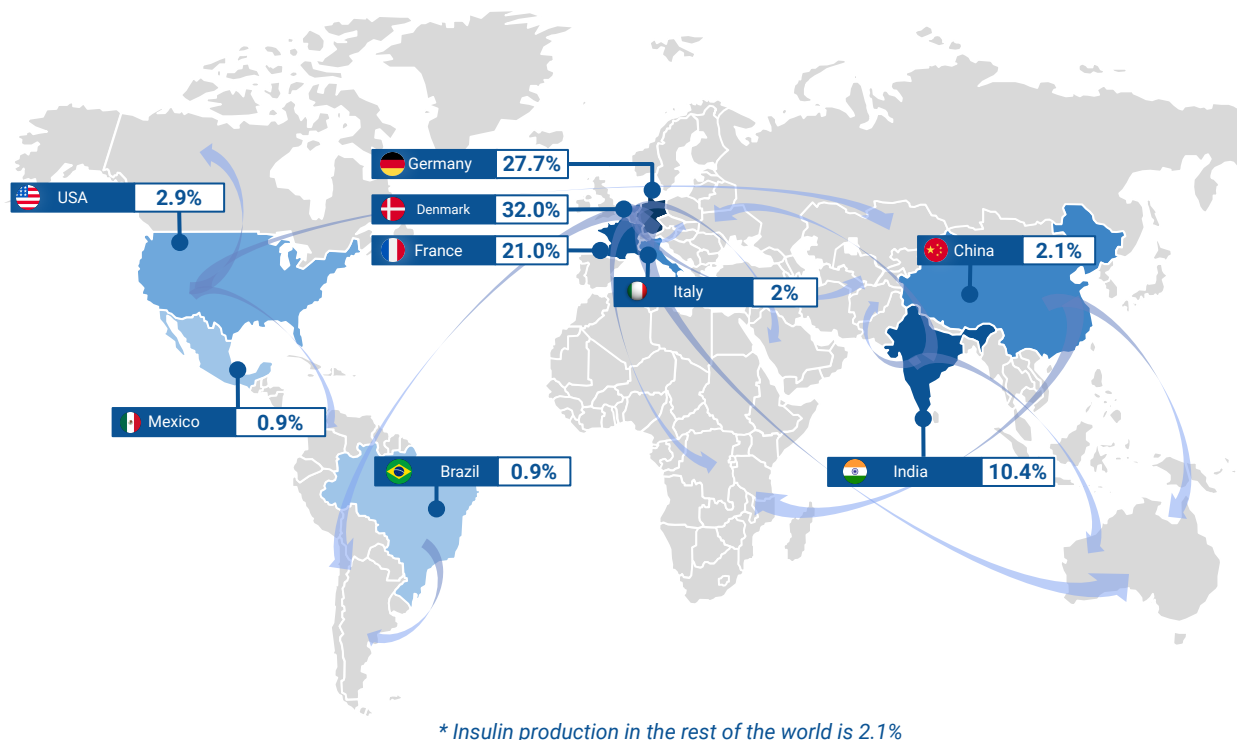 Germany 27.7%
USA 2.9%
Denmark 32.0%
France 21.0%
China 2.1%
Italy 2%
Mexico 0.9%
Brazil 0.9%
India 10.4%
* Insulin production in the rest of the world is 2.1%